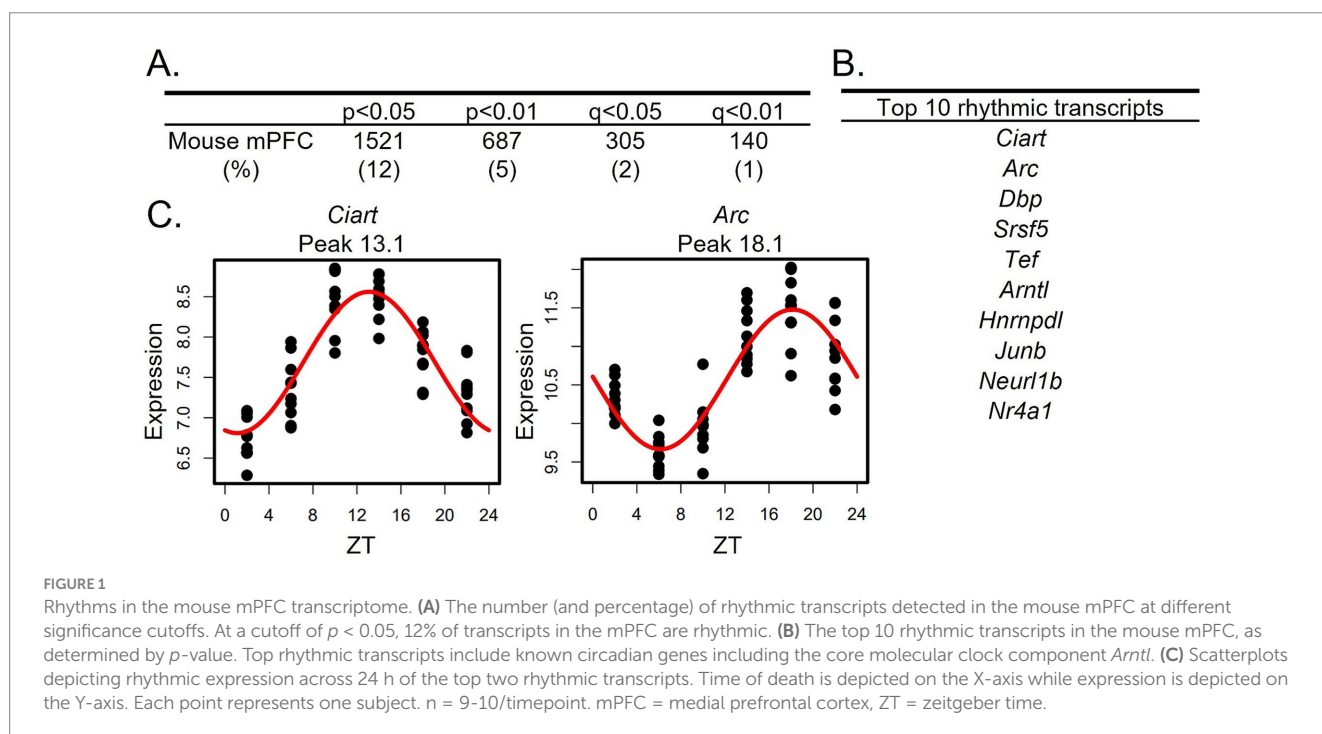 A.
p<0.05 p<0.01 q<0.05 q<0.01
Mouse mPFC 1521 687 305 140
(%) (12) (5) (2) (1)
B.
Top 10 rhythmic transcripts
Ciart
Arc
Dbp
Srsf5
Tef
Arntl
Hnrnpdl
Junb
Neurl1b
Nr4a1
C.
Ciart
Peak 13.1
Expression
8.5
8.0
7.5
7.0
6.5
0 4 8 12 16 20 24
ZT
Arc
Peak 18.1
Expression
11.5
10.5
9.5
0 4 8 12 16 20 24
ZT
FIGURE 1
Rhythms in the mouse mPFC transcriptome. (A) The number (and percentage) of rhythmic transcripts detected in the mouse mPFC at different
significance cutoffs. At a cutoff of p < 0.05, 12% of transcripts in the mPFC are rhythmic. (B) The top 10 rhythmic transcripts in the mouse mPFC, as
determined by p-value. Top rhythmic transcripts include known circadian genes including the core molecular clock component Arntl. (C) Scatterplots
depicting rhythmic expression across 24 h of the top two rhythmic transcripts. Time of death is depicted on the X-axis while expression is depicted on
the Y-axis. Each point represents one subject. n = 9-10/timepoint. mPFC = medial prefrontal cortex, ZT = zeitgeber time.